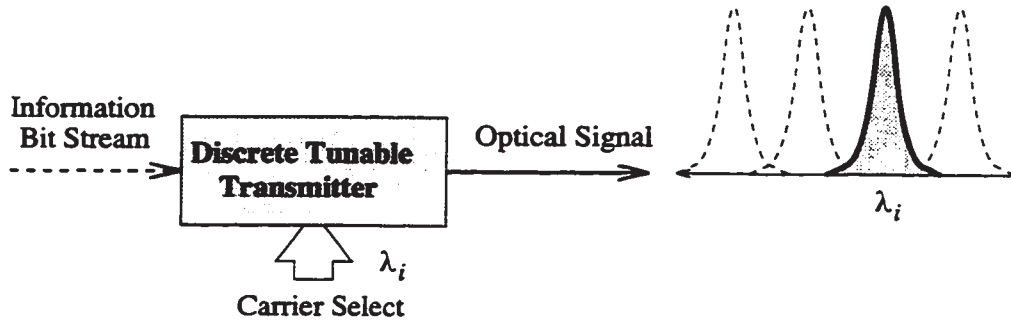 Information
Bit Stream
Discrete Tunable
Transmitter
Optical Signal
λi
Carrier Select
λi